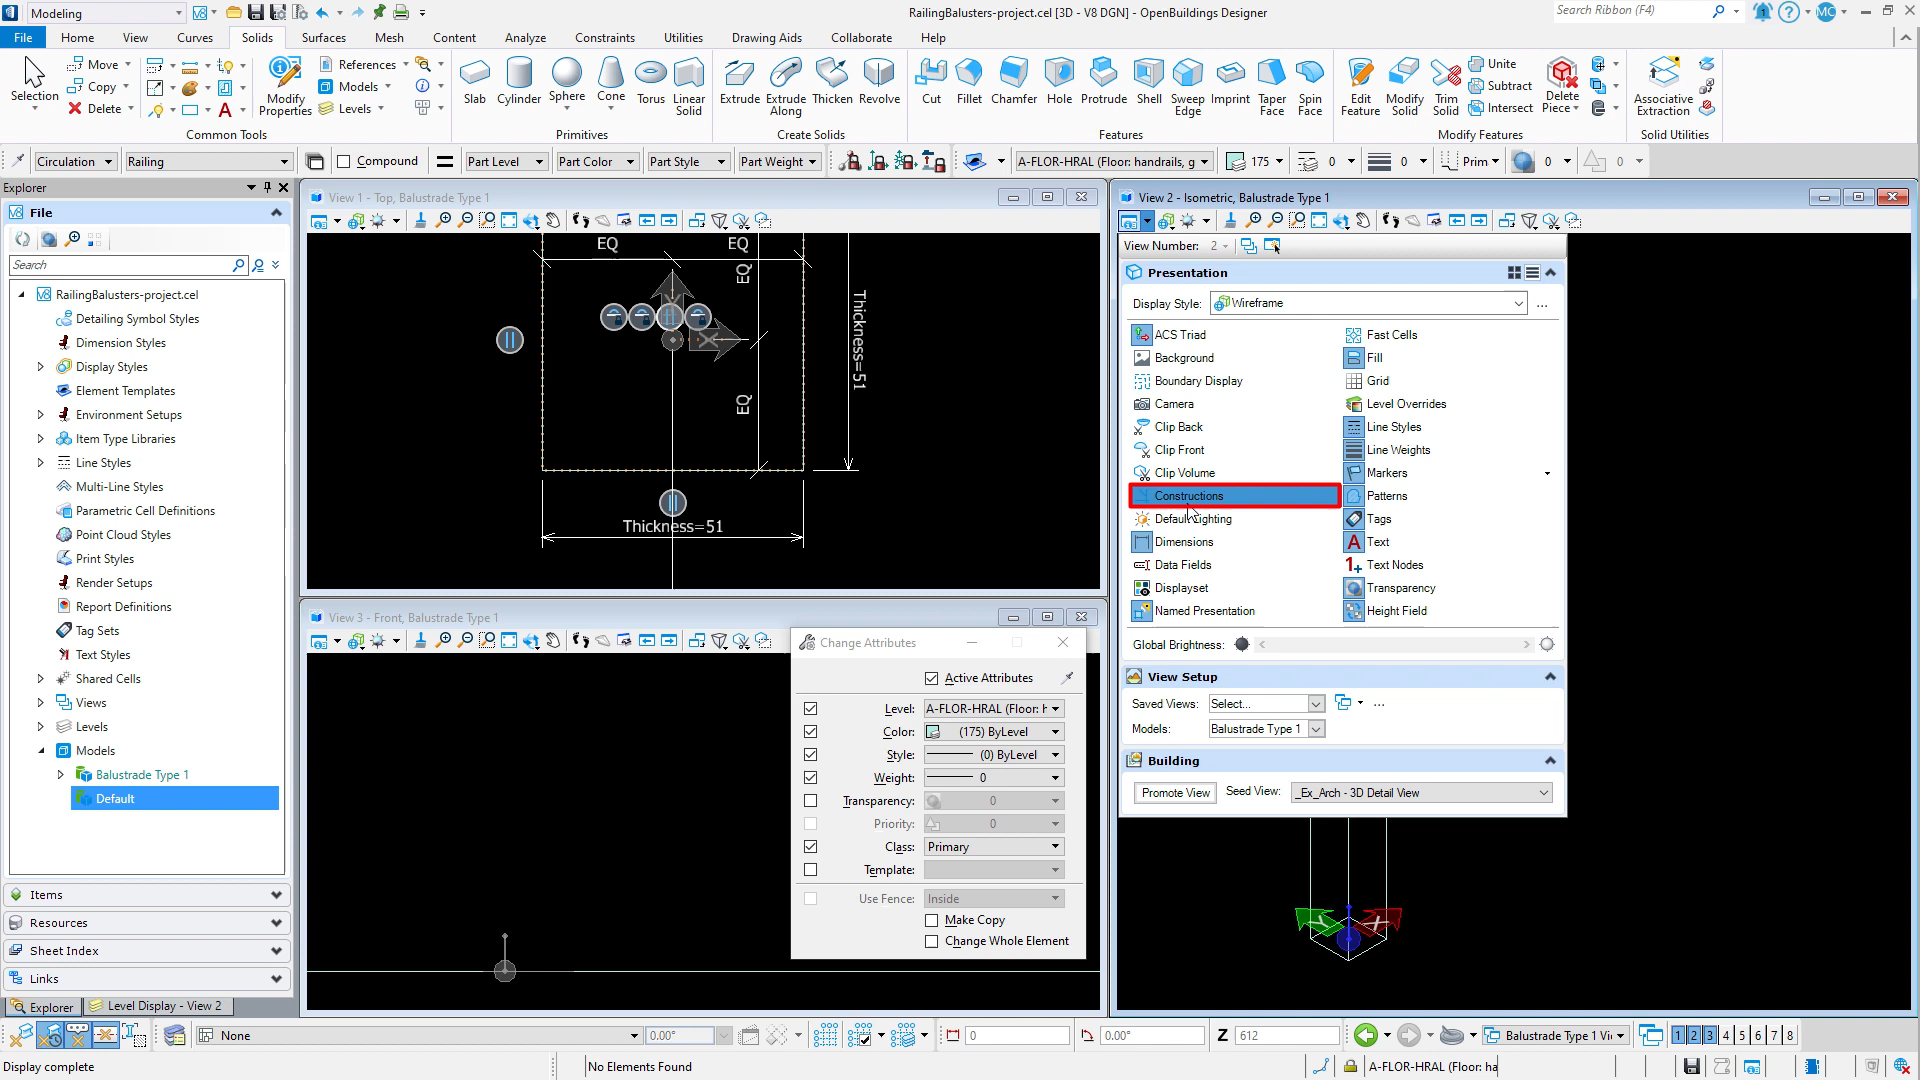 Modeling
RailingBalusters-project.cel [3D - V8 DGN] - OpenBuildings Designer
Search Ribbon (F4)
MC
File Home View Curves Solids Surfaces Mesh Content Analyze Constraints Utilities Drawing Aids Collaborate Help
Selection
Move
Copy
Delete
Modify Properties
References
Models
Levels
Common Tools
Slab Cylinder Sphere Cone Torus Linear Solid
Primitives
Extrude Extrude Along Thicken Revolve
Create Solids
Cut Fillet Chamfer Hole Protrude Shell Sweep Edge Imprint Taper Face Spin Face
Features
Edit Feature Modify Solid Trim Solid
Unite
Subtract
Intersect
Delete Piece
Modify Features
Associative Extraction
Solid Utilities
Circulation Railing Compound Part Level Part Color Part Style Part Weight A-FLOR-HRAL (Floor: handrails, g 175 0 0 Prim 0 0
Explorer
File
Search
RailingBalusters-project.cel
Detailing Symbol Styles
Dimension Styles
Display Styles
Element Templates
Environment Setups
Item Type Libraries
Line Styles
Multi-Line Styles
Parametric Cell Definitions
Point Cloud Styles
Print Styles
Render Setups
Report Definitions
Tag Sets
Text Styles
Shared Cells
Views
Levels
Models
Balustrade Type 1
Default
Items
Resources
Sheet Index
Links
Explorer Level Display - View 2
View 1 - Top, Balustrade Type 1
EQ EQ
EQ
Thickness=51
EQ
Thickness=51
View 3 - Front, Balustrade Type 1
Change Attributes
Active Attributes
Level: A-FLOR-HRAL (Floor: h
Color: (175) ByLevel
Style: (0) ByLevel
Weight: 0
Transparency: 0
Priority: 0
Class: Primary
Template:
Use Fence: Inside
Make Copy
Change Whole Element
View 2 - Isometric, Balustrade Type 1
View Number: 2
Presentation
Display Style: Wireframe ...
ACS Triad Fast Cells
Background Fill
Boundary Display Grid
Camera Level Overrides
Clip Back Line Styles
Clip Front Line Weights
Clip Volume Markers
Constructions Patterns
Default Lighting Tags
Dimensions Text
Data Fields Text Nodes
Displayset Transparency
Named Presentation Height Field
Global Brightness:
View Setup
Saved Views: Select... ...
Models: Balustrade Type 1
Building
Promote View Seed View: _Ex_Arch - 3D Detail View
None 0.00° 0 0.00° Z 612 Balustrade Type 1 Vi 1 2 3 4 5 6 7 8
Display complete No Elements Found A-FLOR-HRAL (Floor: ha